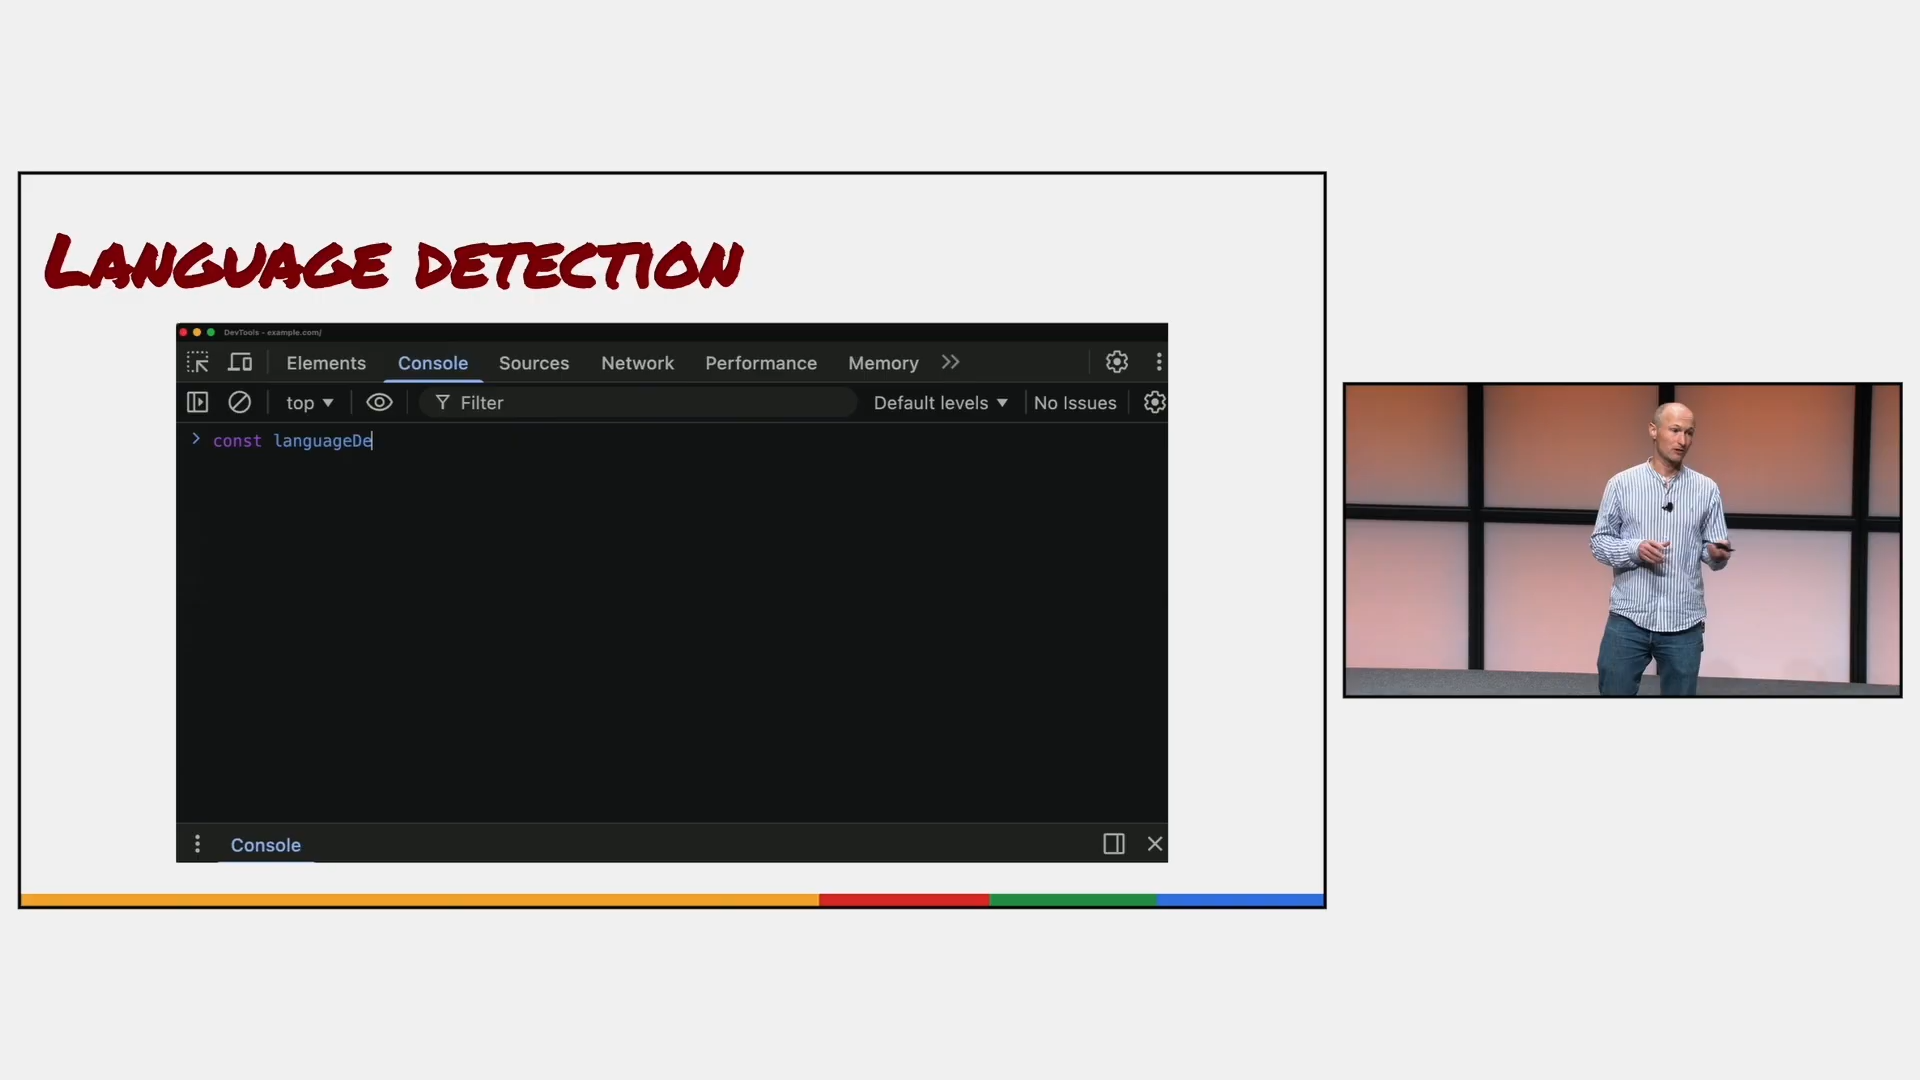 LANGUAGE DETECTION
DevTools - example.com/
Elements Console Sources Network Performance Memory
top Filter Default levels No Issues
const languageDe
Console